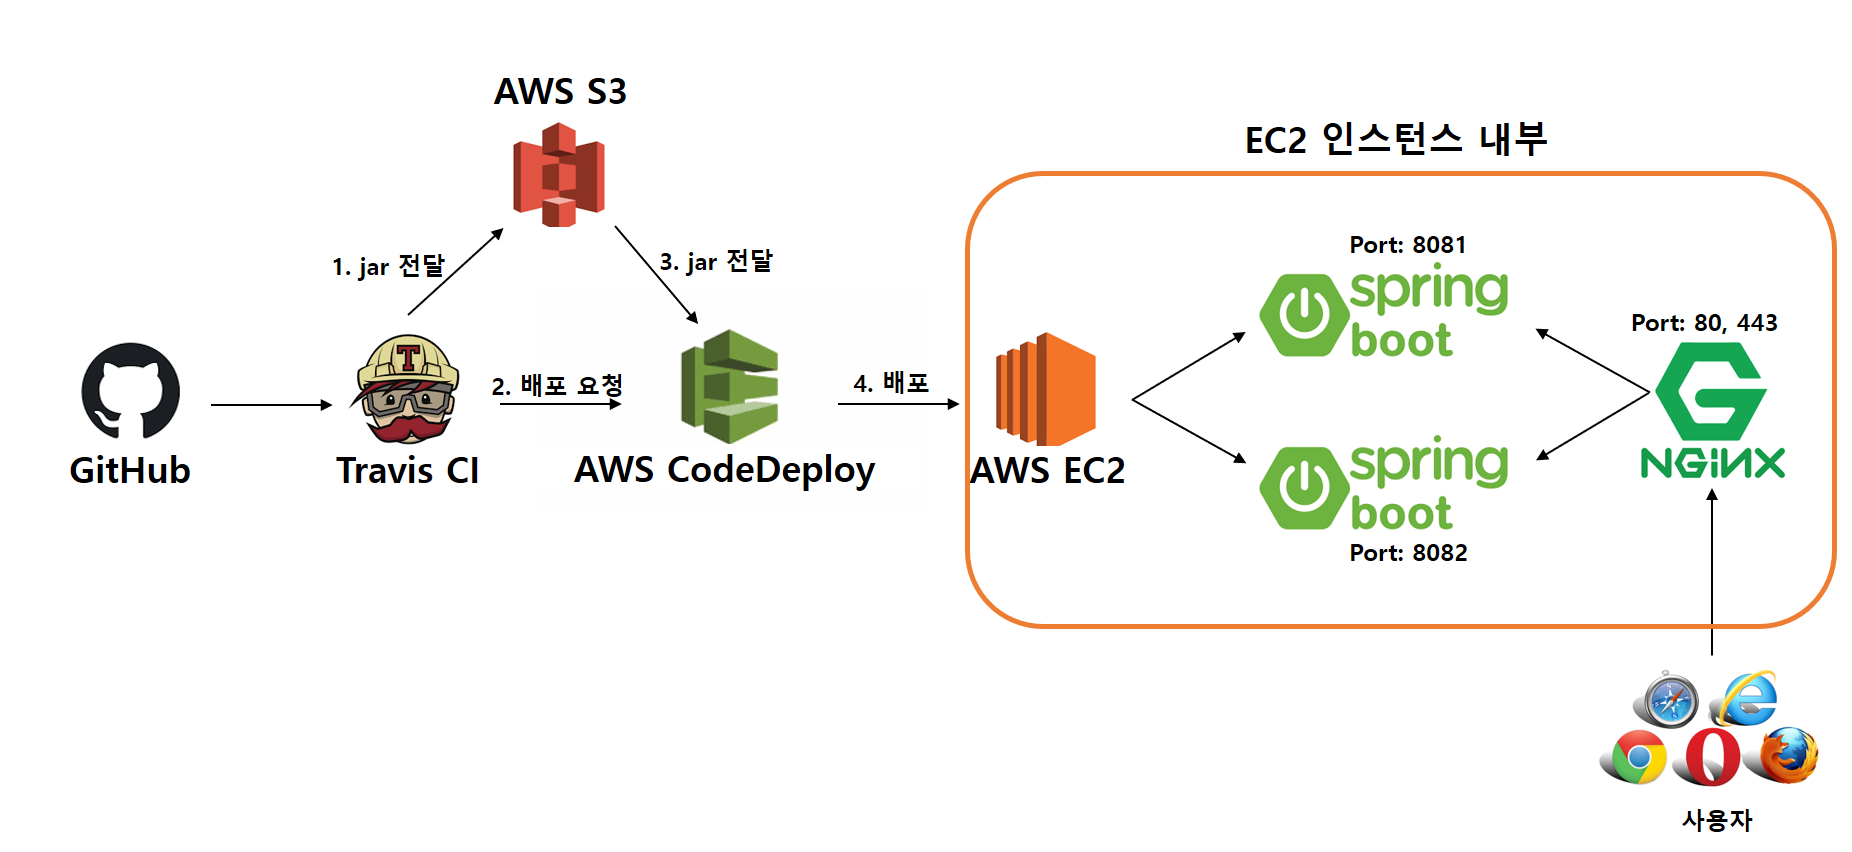 AWS S3
EC2 인스턴스 내부
1. jar 전달
3. jar 전달
Port: 8081
spring
boot
Port: 80, 443
T
2. 배포 요청
4. 배포
GitHub
Travis CI
AWS CodeDeploy
AWS EC2
spring
boot
NGINX
Port: 8082
사용자